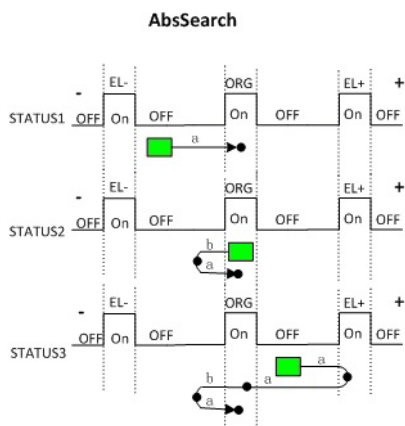 AbsSearch
EL- ORG EL+
- +
STATUS1 OFF On OFF On OFF On OFF
a
EL- ORG EL+
- +
STATUS2 OFF On OFF On OFF On OFF
b
a
EL- ORG EL+
- +
STATUS3 OFF On OFF On OFF On OFF
a
b a
a